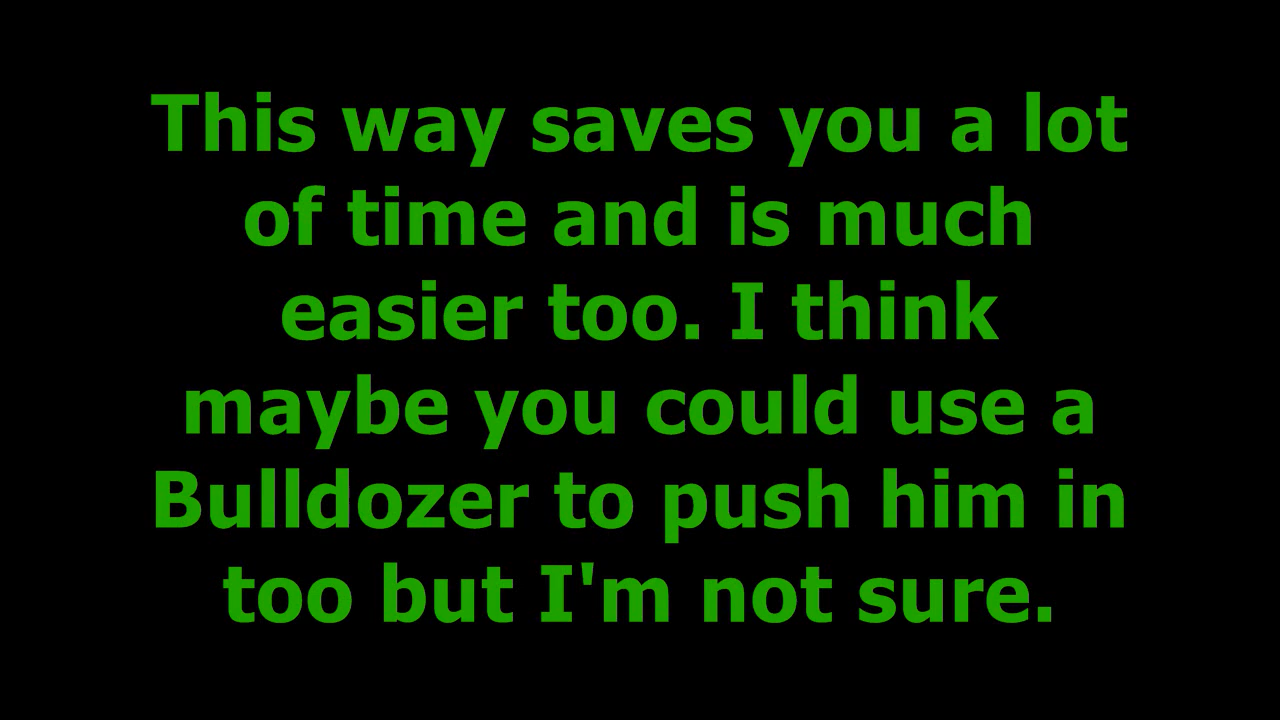 This way saves you a lot
of time and is much
easier too. I think
maybe you could use a
Bulldozer to push him in
too but I'm not sure.